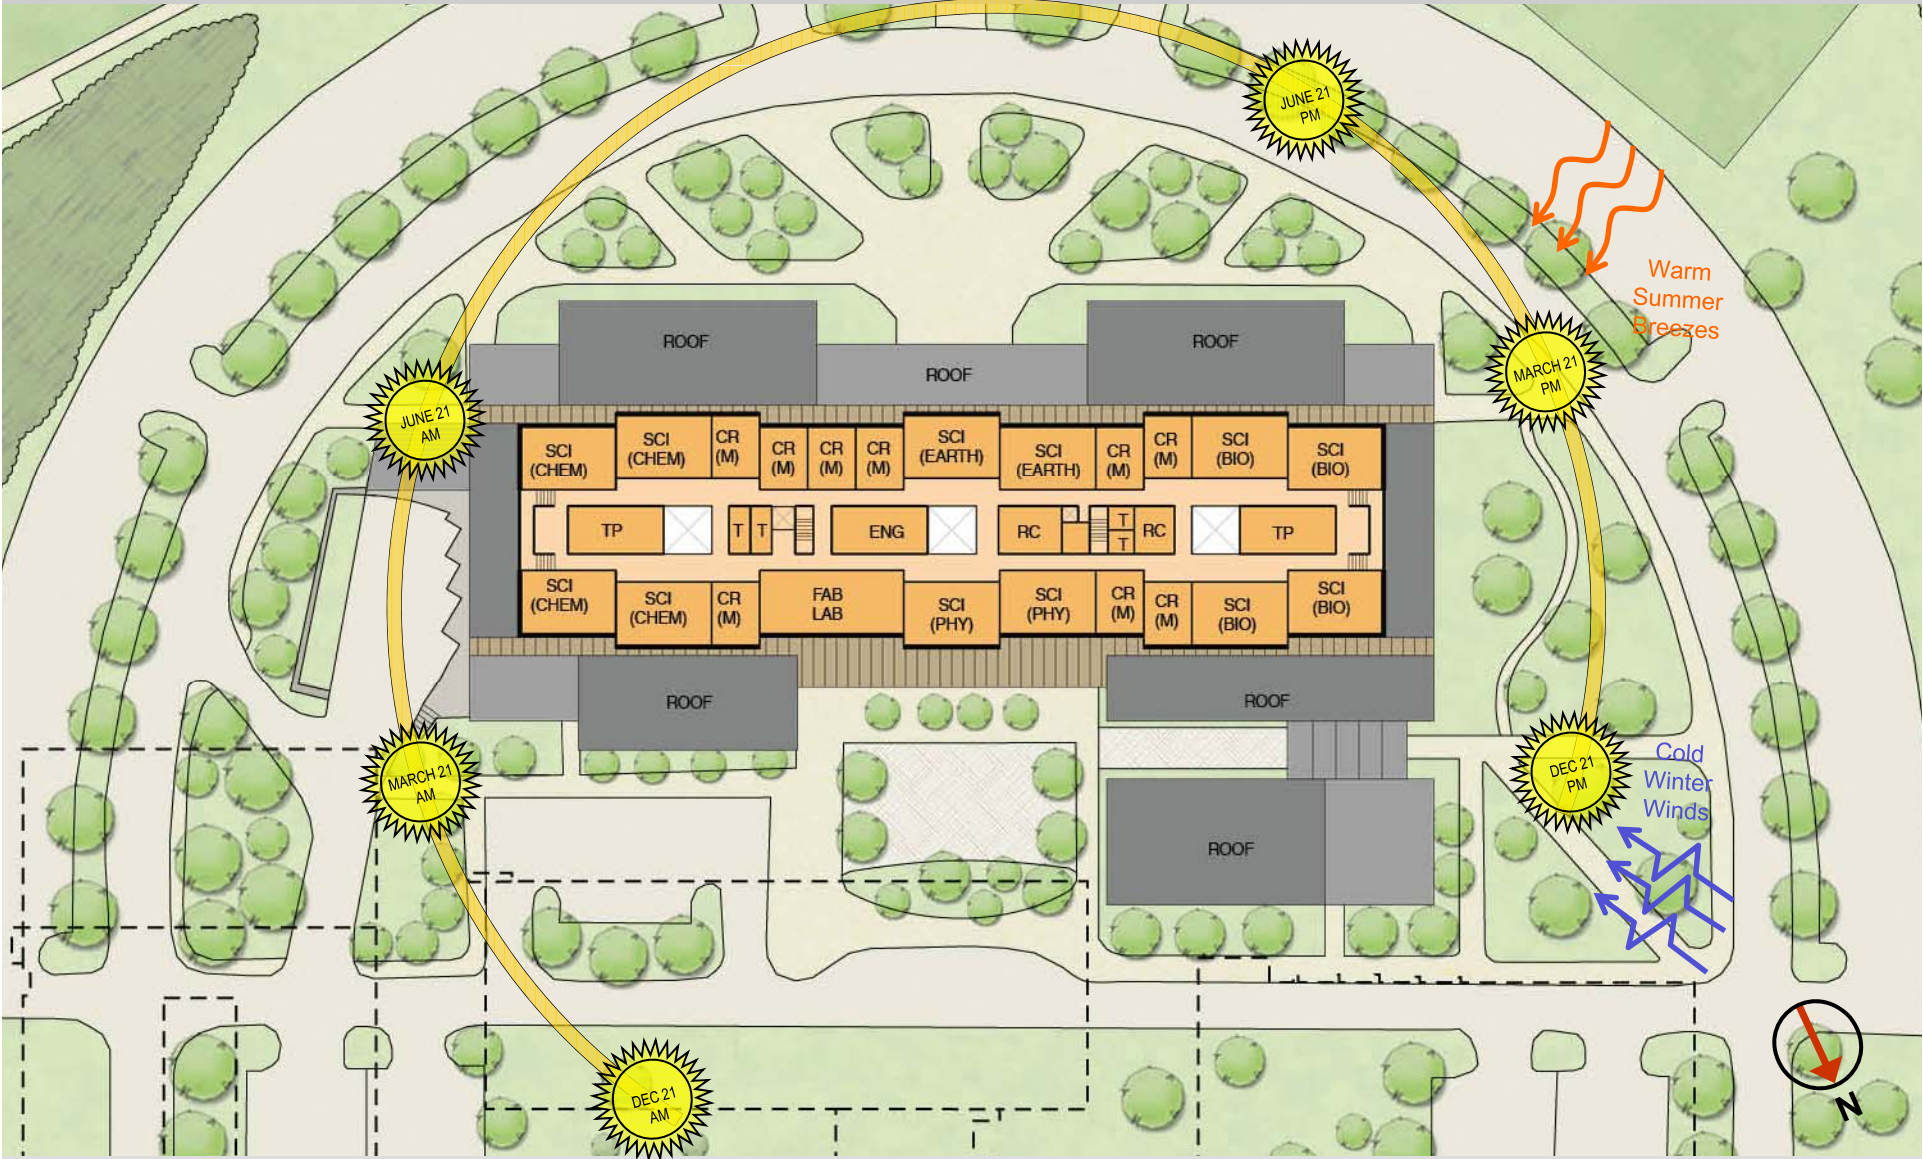 JUNE 21
PM
Warm
Summer
Breezes
ROOF
ROOF
ROOF
MARCH 21
PM
JUNE 21
AM
SCI
(CHEM)
SCI
(CHEM)
CR
(M)
CR
(M)
CR
(M)
CR
(M)
SCI
(EARTH)
SCI
(EARTH)
CR
(M)
CR
(M)
SCI
(BIO)
SCI
(BIO)
TP
T
T
ENG
RC
T
T
RC
TP
SCI
(CHEM)
SCI
(CHEM)
CR
(M)
FAB
LAB
SCI
(PHY)
SCI
(PHY)
CR
(M)
CR
(M)
SCI
(BIO)
SCI
(BIO)
ROOF
ROOF
MARCH 21
AM
DEC 21
PM
Cold
Winter
Winds
ROOF
DEC 21
AM
N